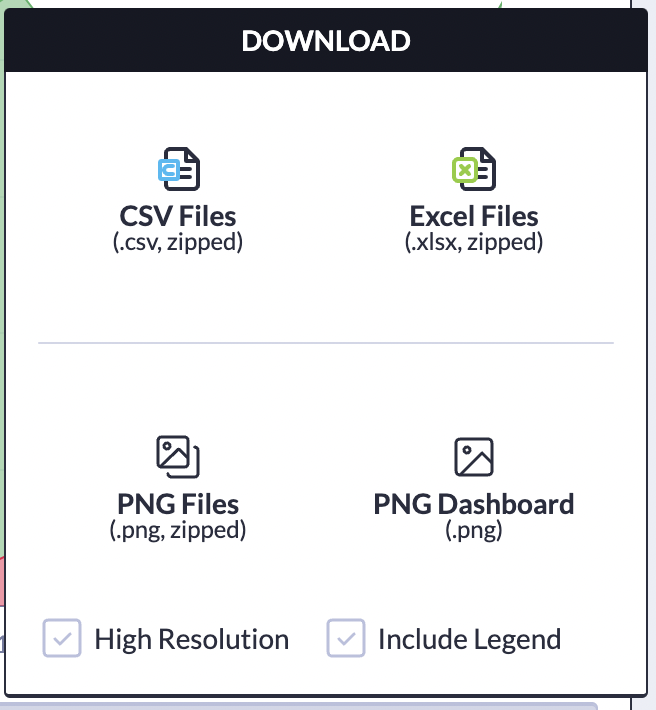 DOWNLOAD
CSV Files
(.csv, zipped)
Excel Files
(.xlsx, zipped)
PNG Files
(.png, zipped)
PNG Dashboard
(.png)
High Resolution
Include Legend